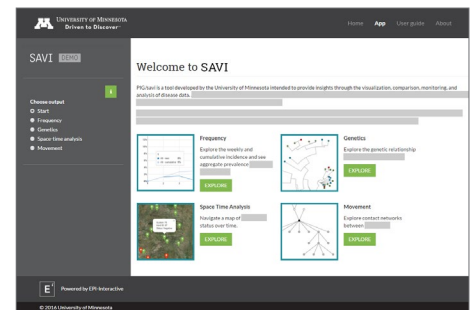 UNIVERSITY OF MINNESOTA
Driven to Discover
Home App User guide About
SAVI DEMO
i
Choose output
Start
Frequency
Genetics
Space time analysis
Movement
Welcome to SAVI
PIG/savi is a tool developed by the University of Minnesota intended to provide insights through the visualization, comparison, monitoring, and
analysis of disease data.
Frequency
Explore the weekly and
cumulative incidence and see
aggregate prevalence
EXPLORE
Genetics
Explore the genetic relationship
EXPLORE
Space Time Analysis
Navigate a map of
status over time.
EXPLORE
Movement
Explore contact networks
between
EXPLORE
E Powered by EPI-Interactive
© 2016 University of Minnesota